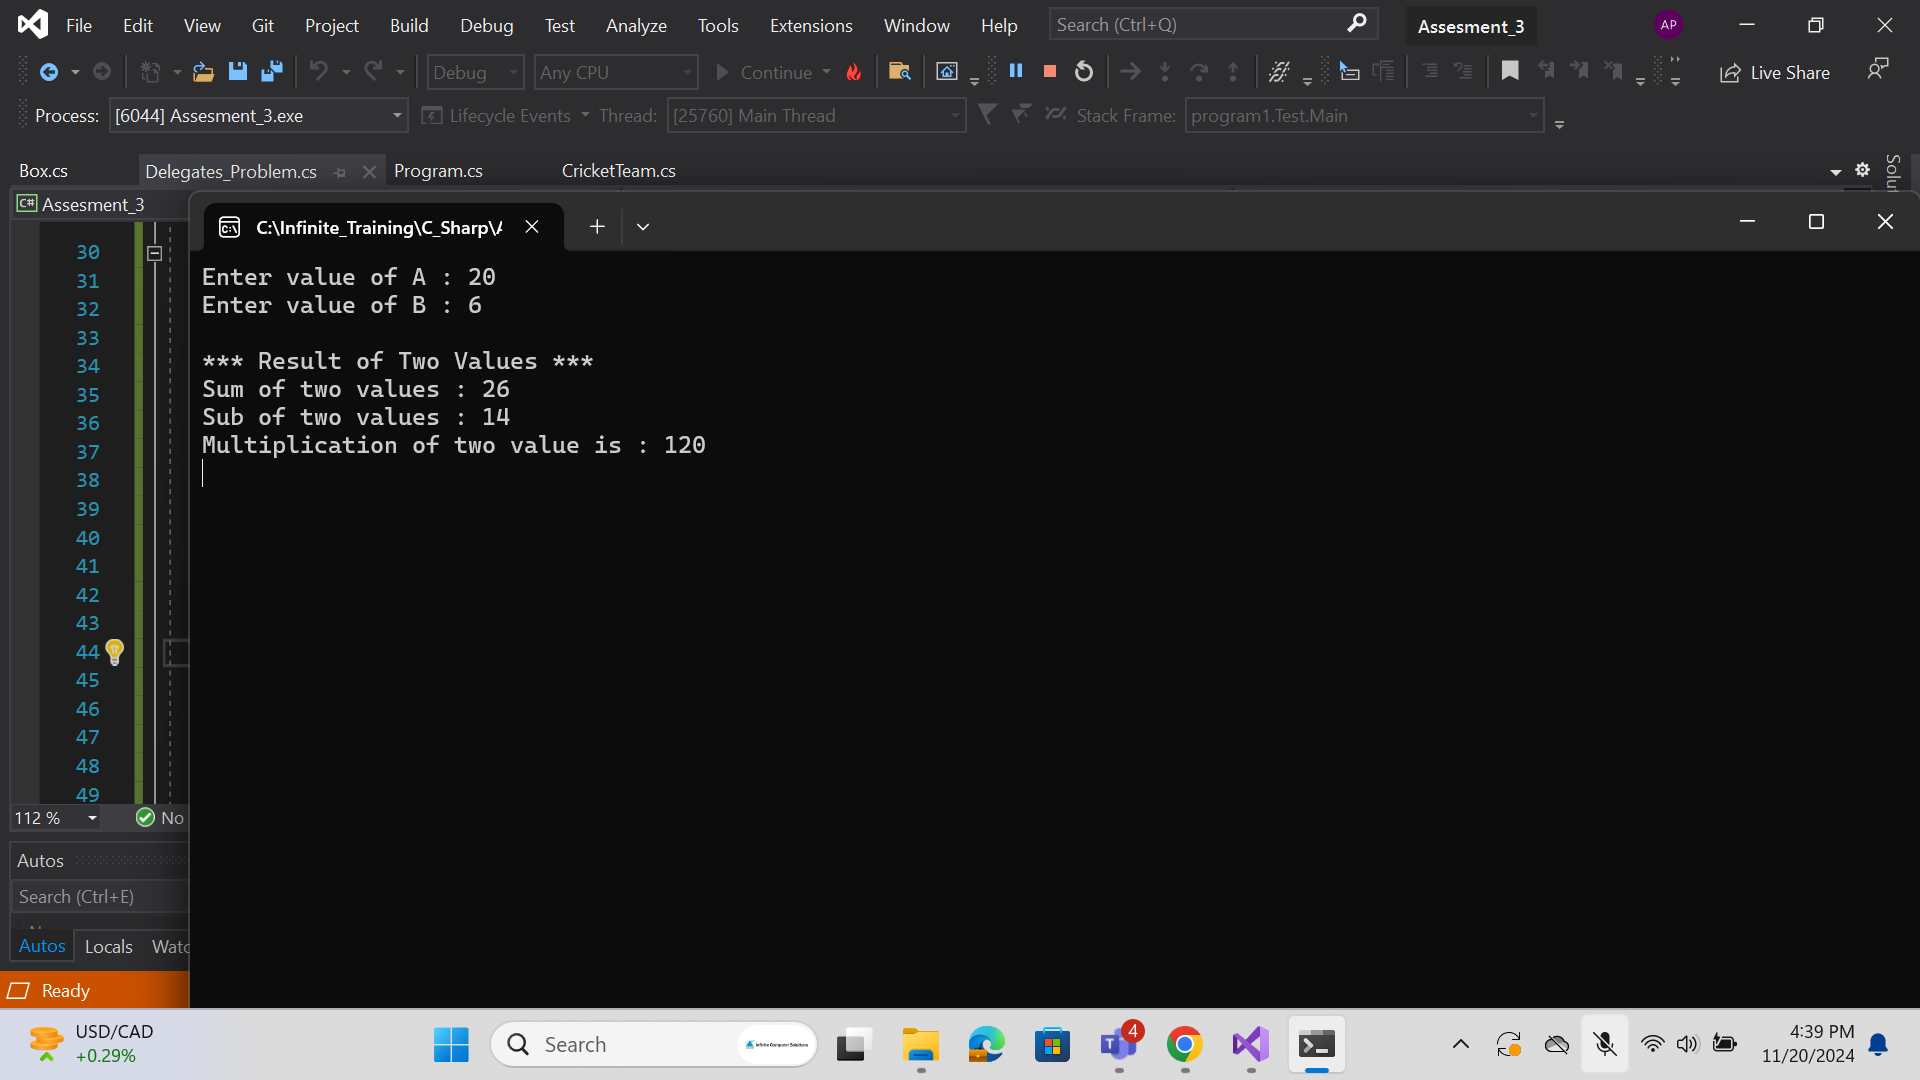 File Edit View Git Project Build Debug Test Analyze Tools Extensions Window Help Search (Ctrl+Q) Assesment_3 AP
Debug Any CPU Continue Live Share
Process: [6044] Assesment_3.exe Lifecycle Events Thread: [25760] Main Thread Stack Frame: program1.Test.Main
Box.cs Delegates_Problem.cs Program.cs CricketTeam.cs
C# Assesment_3
C:\Infinite_Training\C_Sharp\
Enter value of A : 20
Enter value of B : 6
*** Result of Two Values ***
Sum of two values : 26
Sub of two values : 14
Multiplication of two value is : 120
30
31
32
33
34
35
36
37
38
39
40
41
42
43
44
45
46
47
48
49
112 % No
Autos
Search (Ctrl+E)
Autos Locals
Ready
USD/CAD
+0.29%
Search
Infinite Computer Solutions
4
4:39 PM
11/20/2024